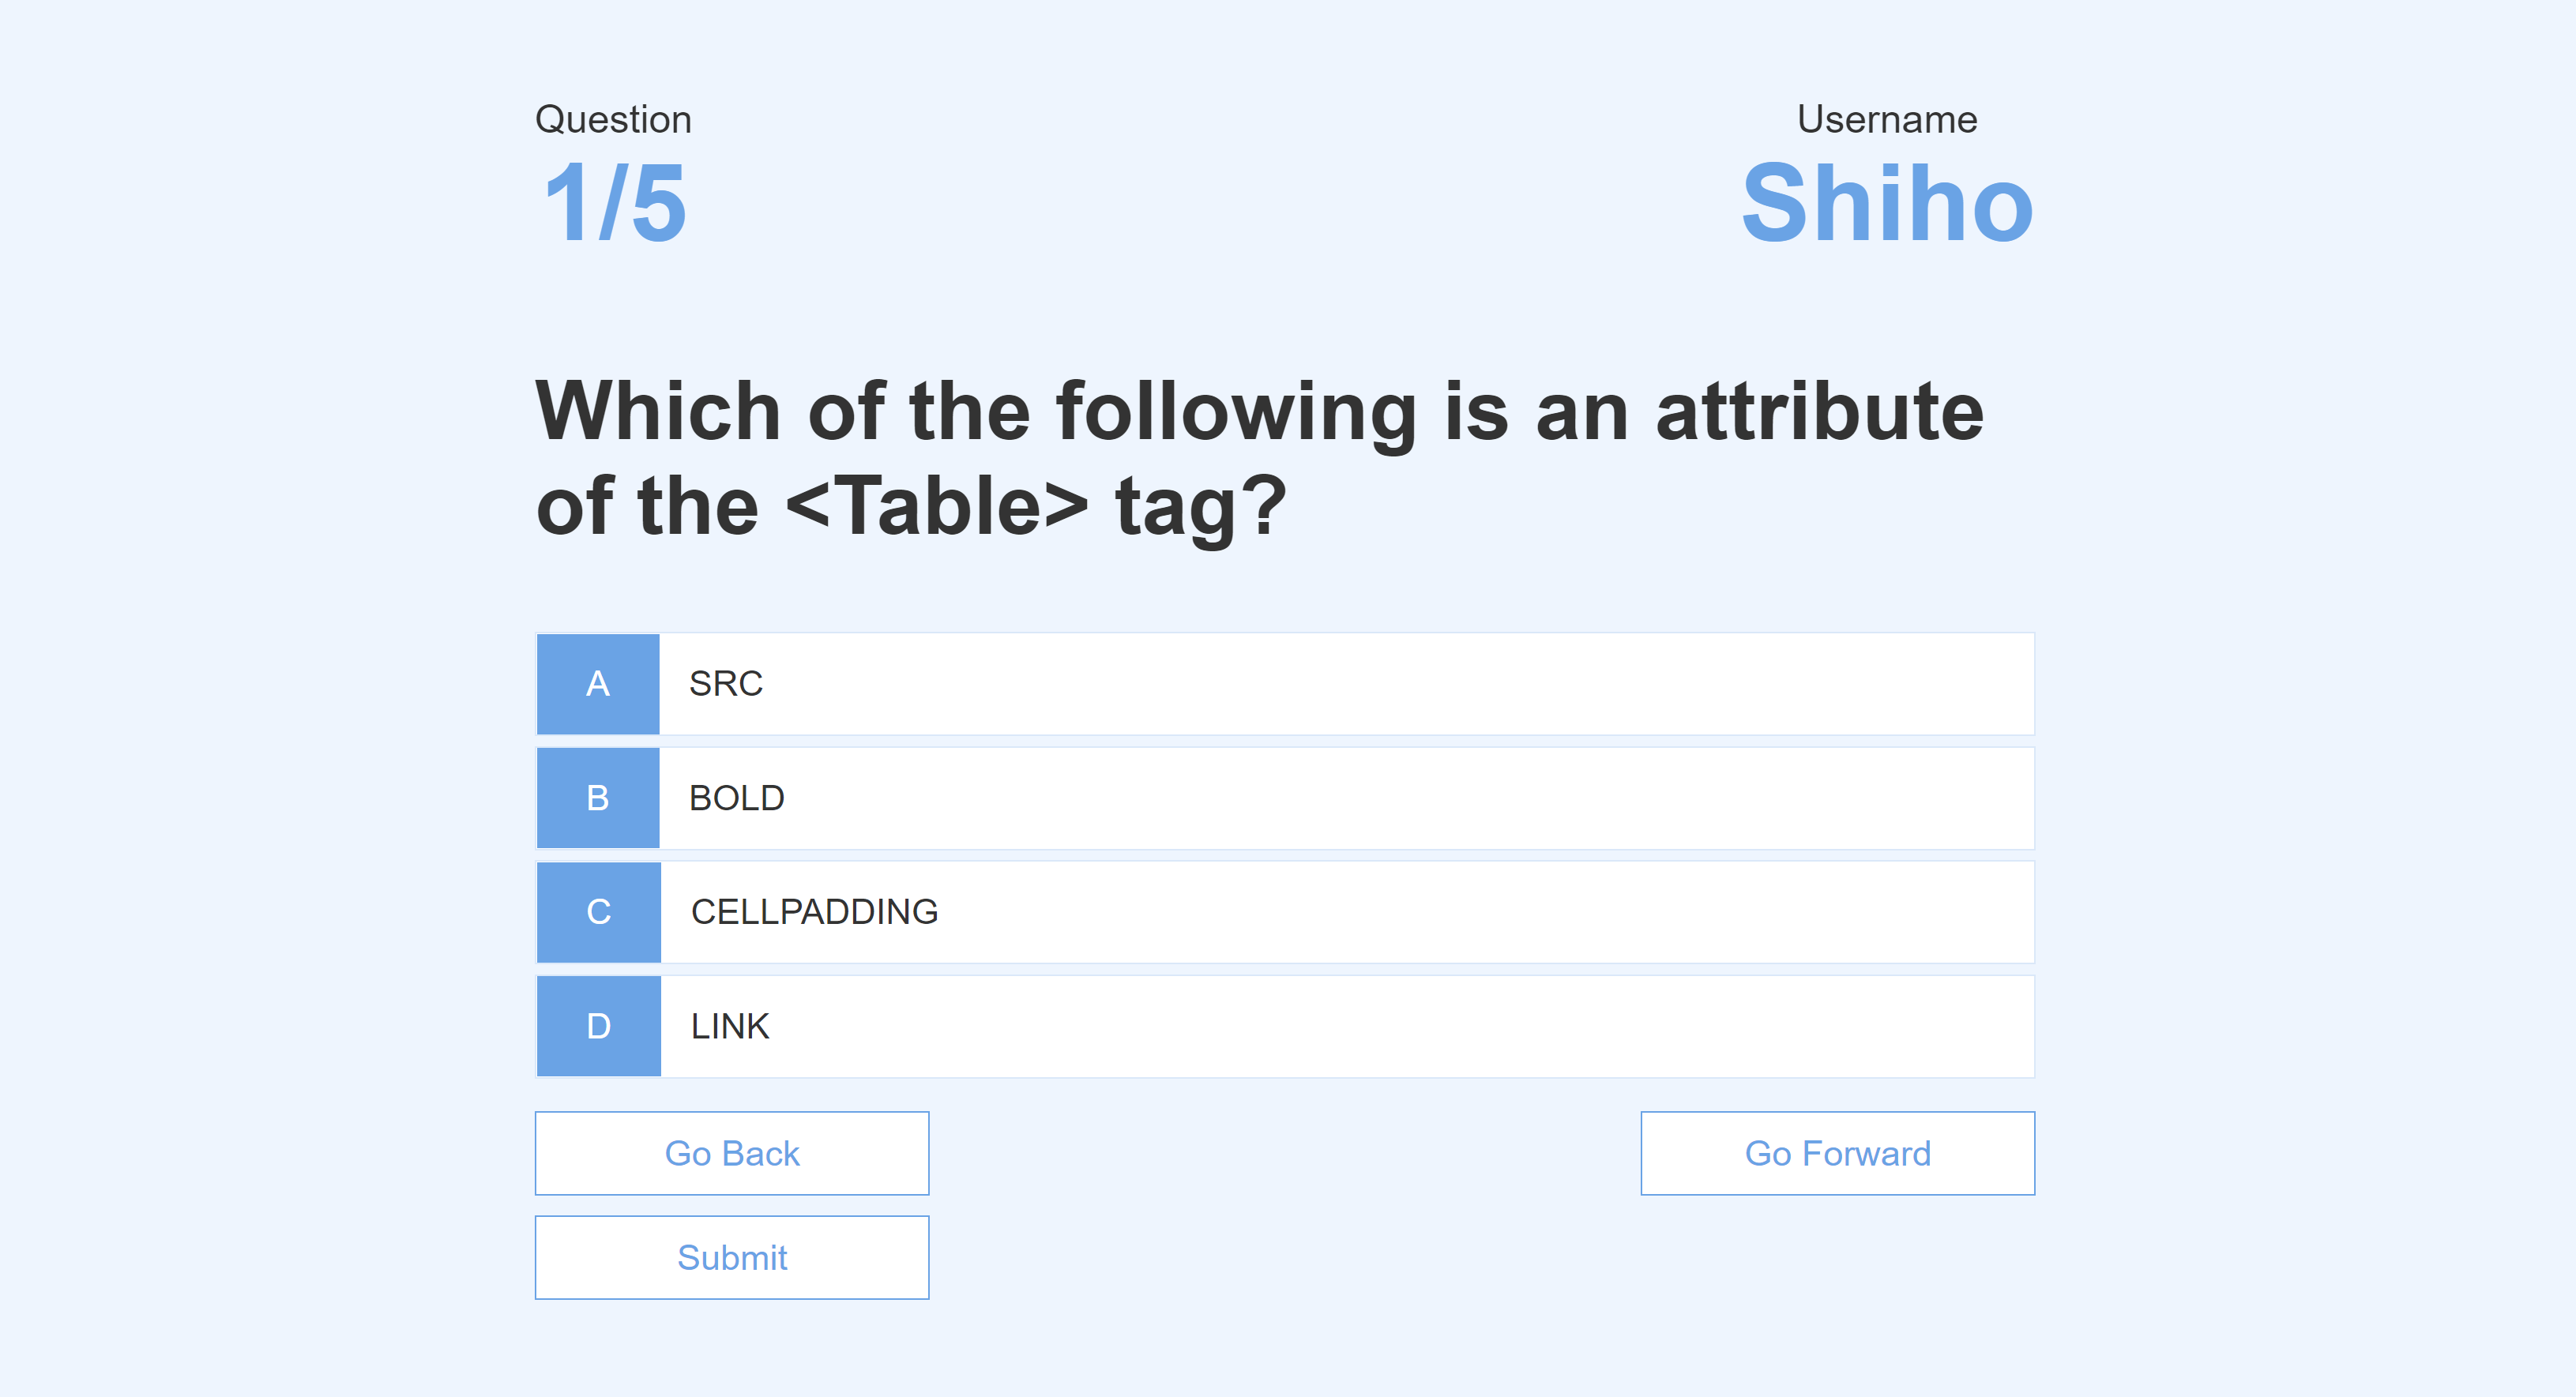 Question
1/5
Username
Shiho
Which of the following is an attribute
of the <Table> tag?
A SRC
B BOLD
C CELLPADDING
D LINK
Go Back
Go Forward
Submit